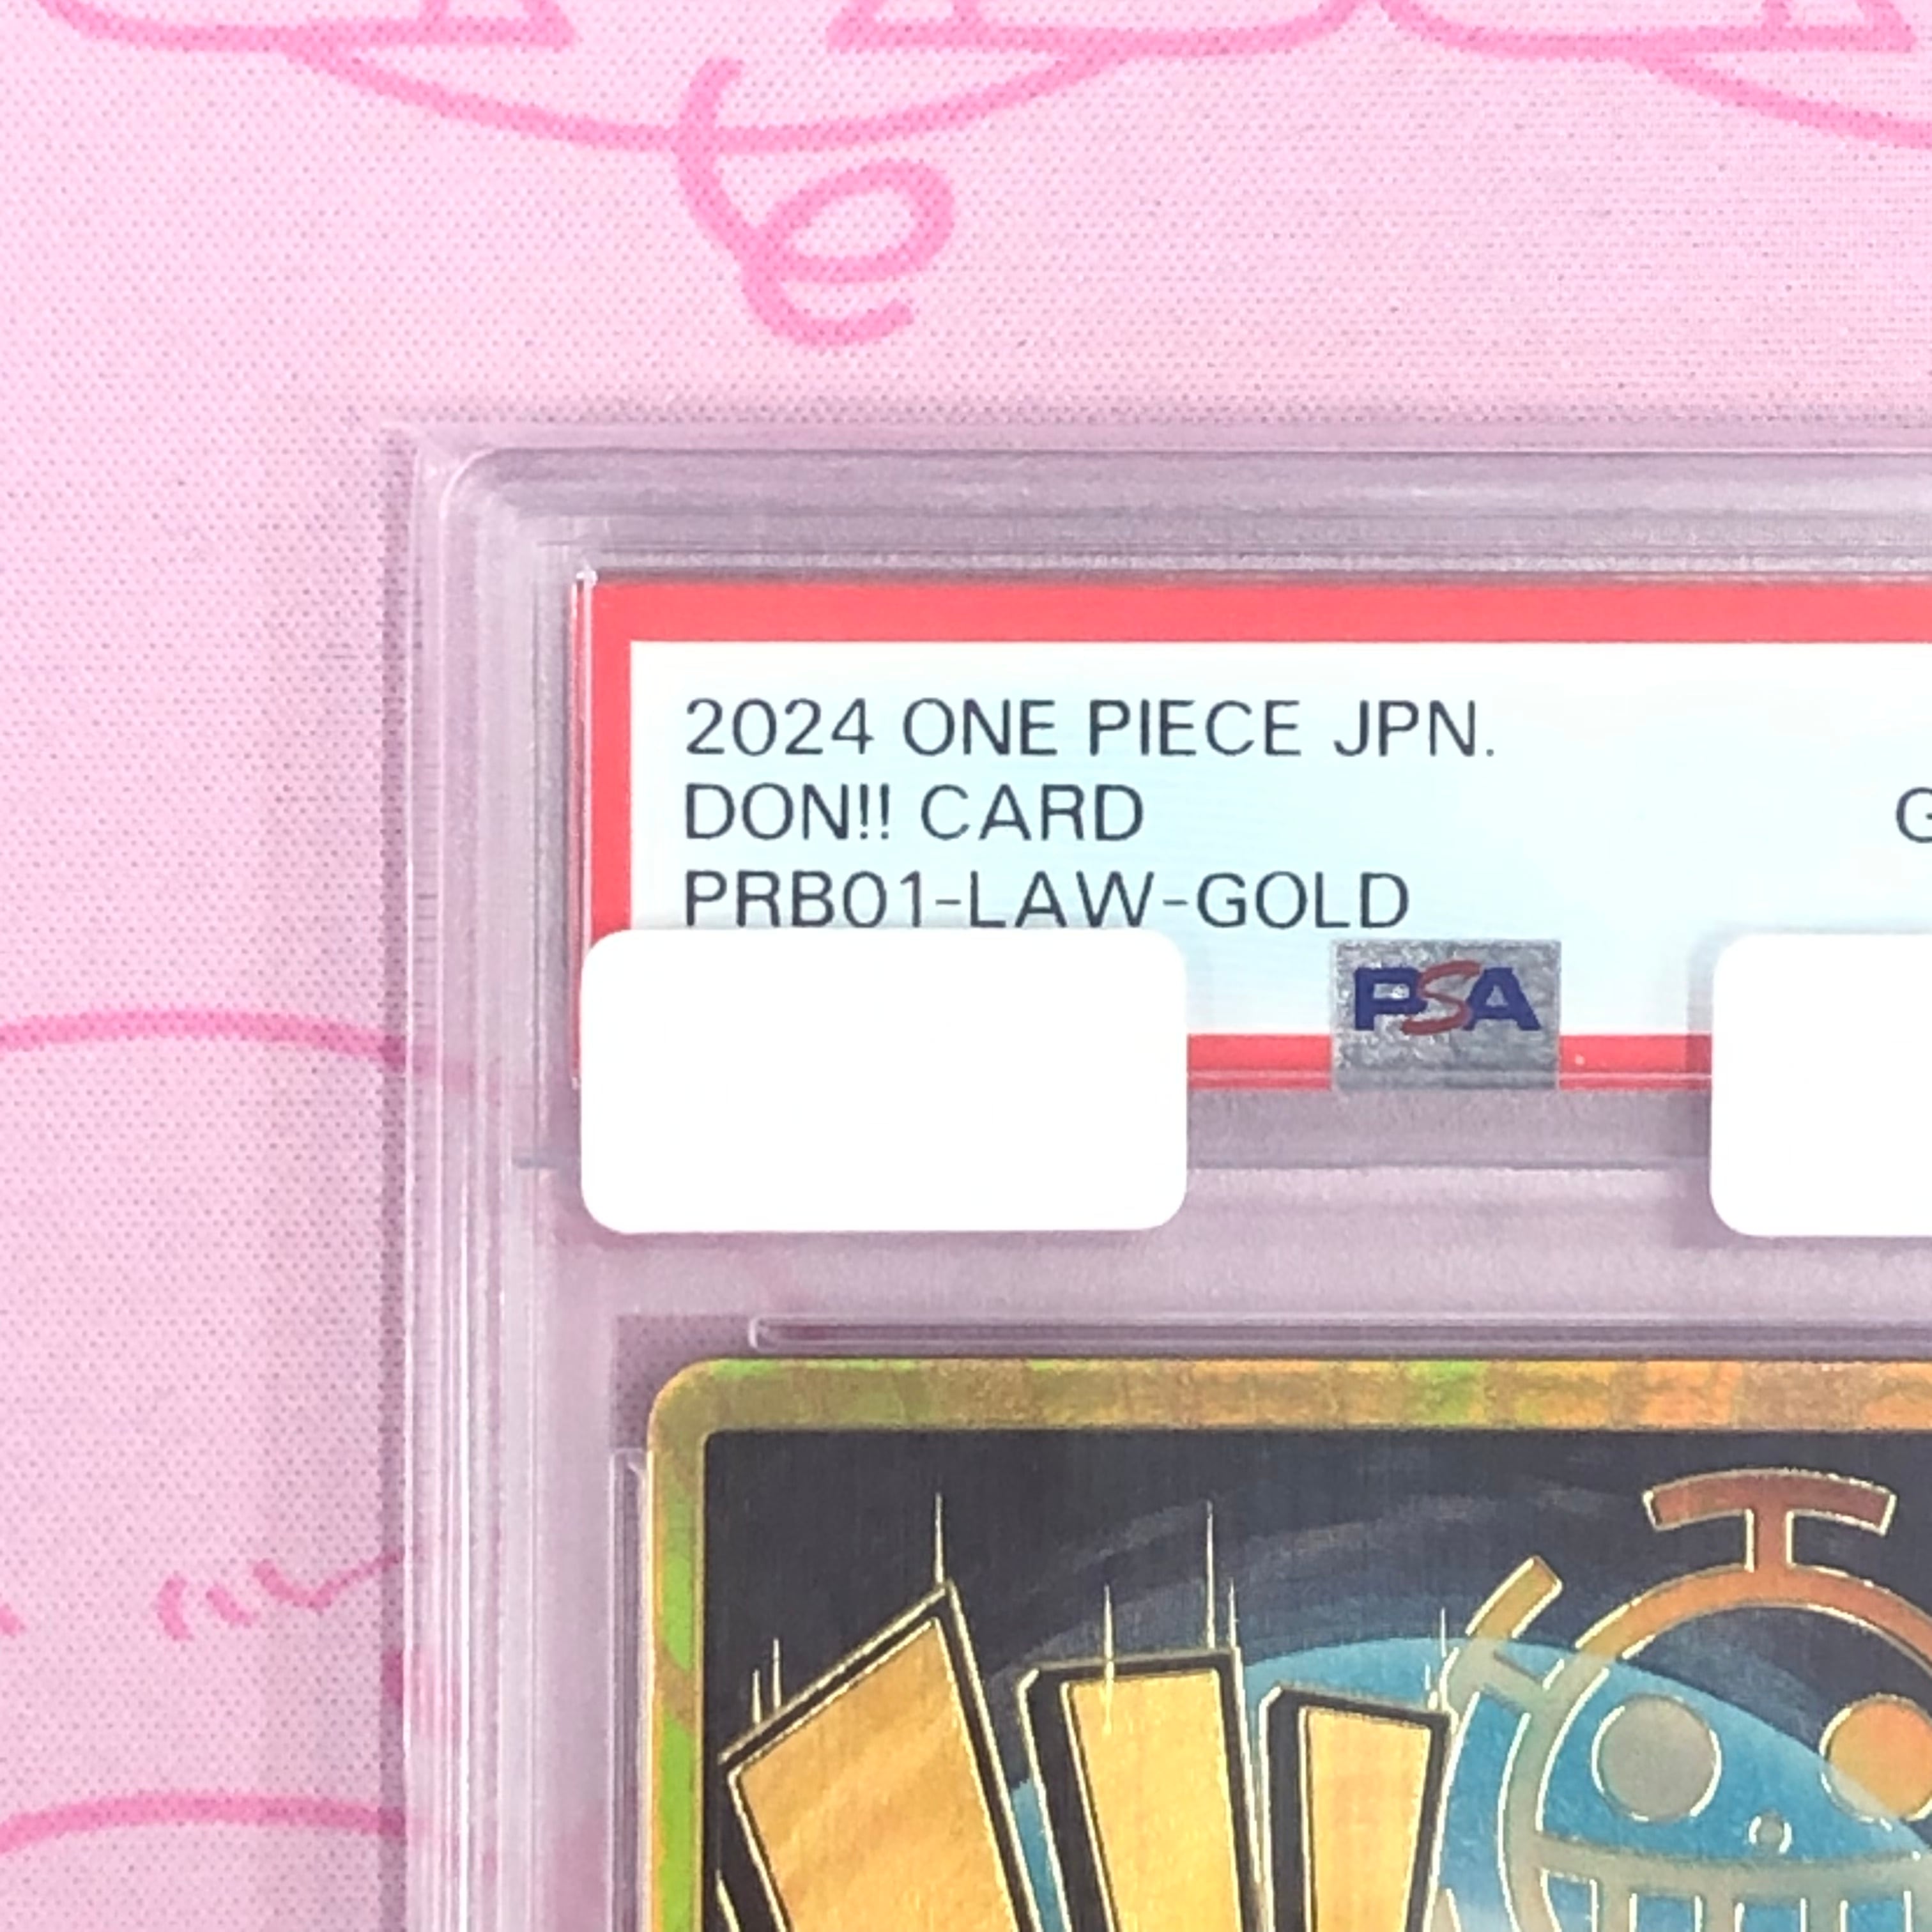 2024 ONE PIECE JPN.
DON!! CARD
G
PRB01-LAW-GOLD
PSA